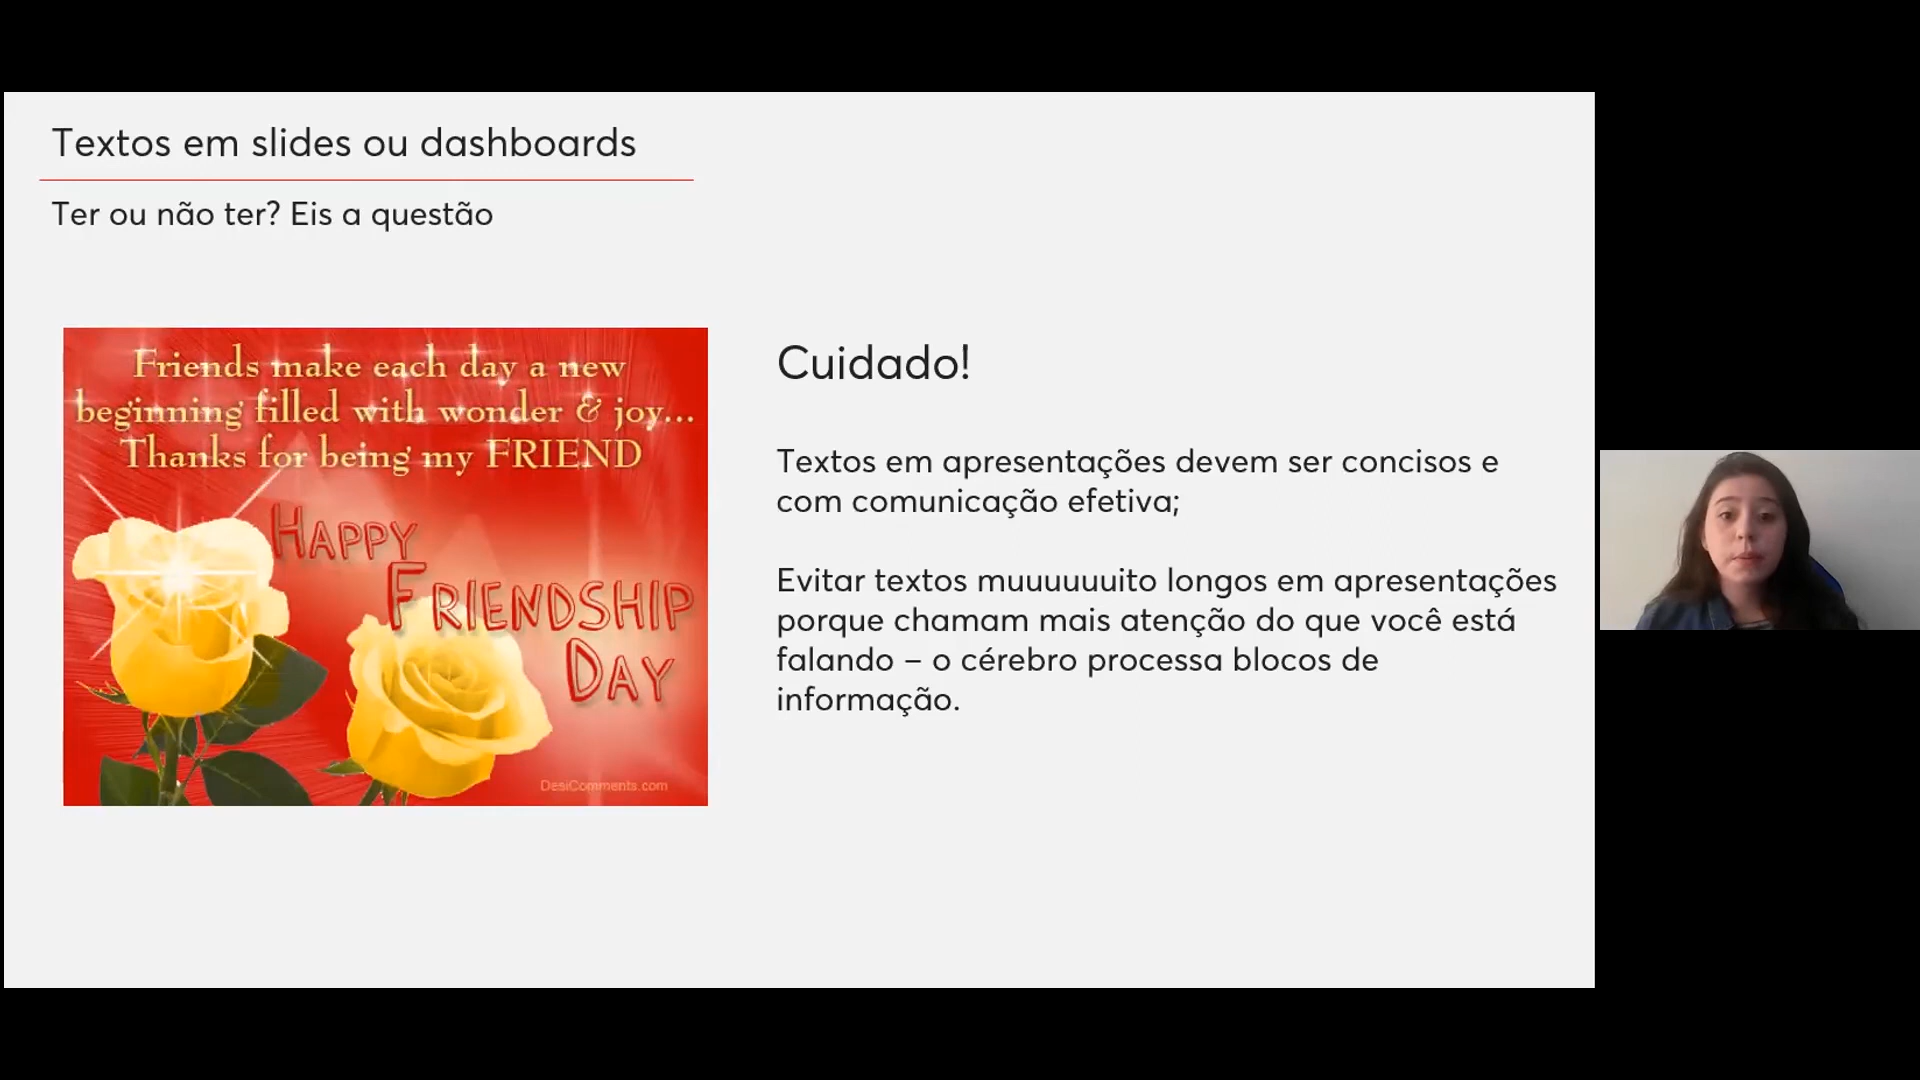 Textos em slides ou dashboards
Ter ou não ter? Eis a questão
Friends make each day a new
beginning filled with wonder & joy...
Thanks for being my FRIEND
HAPPY
FRIENDSHIP
DAY
DesiComments.com
Cuidado!
Textos em apresentações devem ser concisos e
com comunicação efetiva;
Evitar textos muuuuuuito longos em apresentações
porque chamam mais atenção do que você está
falando – o cérebro processa blocos de
informação.